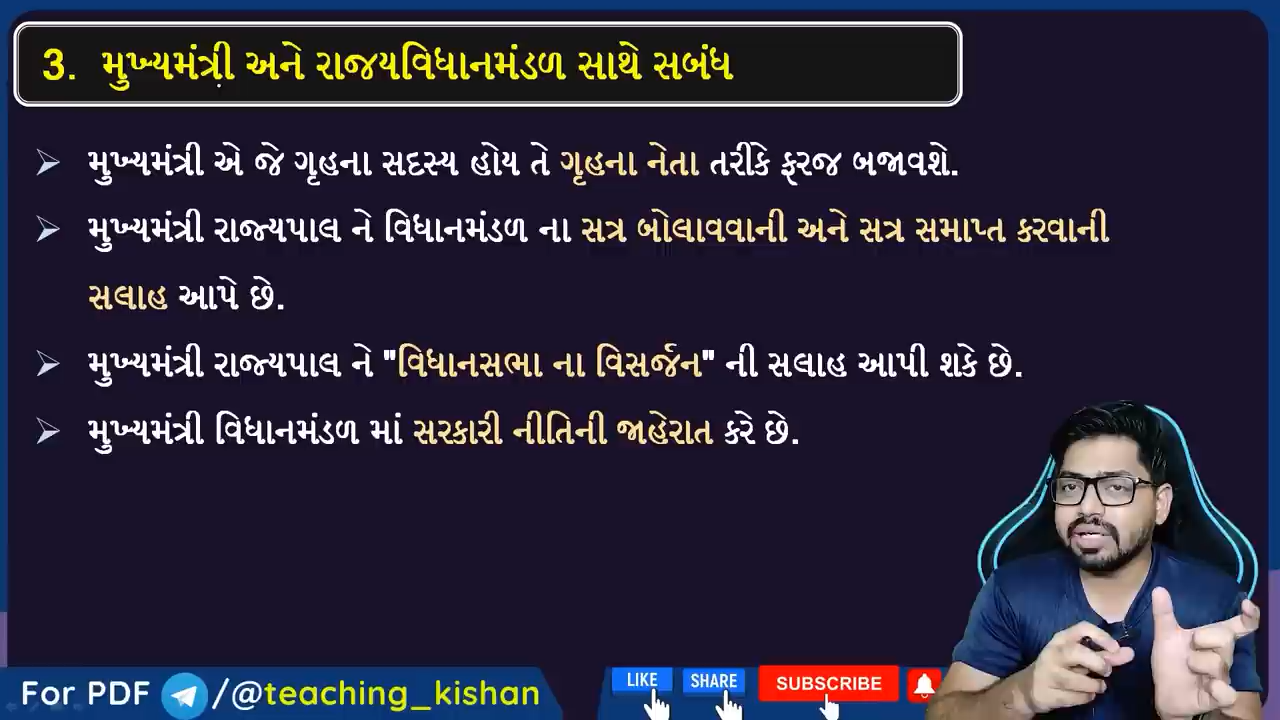 3. મુખ્યમંત્રી અને રાજયવિધાનમંડળ સાથે સબંધ
➢ મુખ્યમંત્રી એ જે ગૃહના સદસ્ય હોય તે ગૃહના નેતા તરીકે ફરજ બજાવશે.
➢ મુખ્યમંત્રી રાજ્યપાલ ને વિધાનમંડળ ના સત્ર બોલાવવાની અને સત્ર સમાપ્ત કરવાની
સલાહ આપે છે.
➢ મુખ્યમંત્રી રાજ્યપાલ ને "વિધાનસભા ના વિસર્જન" ની સલાહ આપી શકે છે.
➢ મુખ્યમંત્રી વિધાનમંડળ માં સરકારી નીતિની જાહેરાત કરે છે.
For PDF /@teaching_kishan
LIKE SHARE SUBSCRIBE